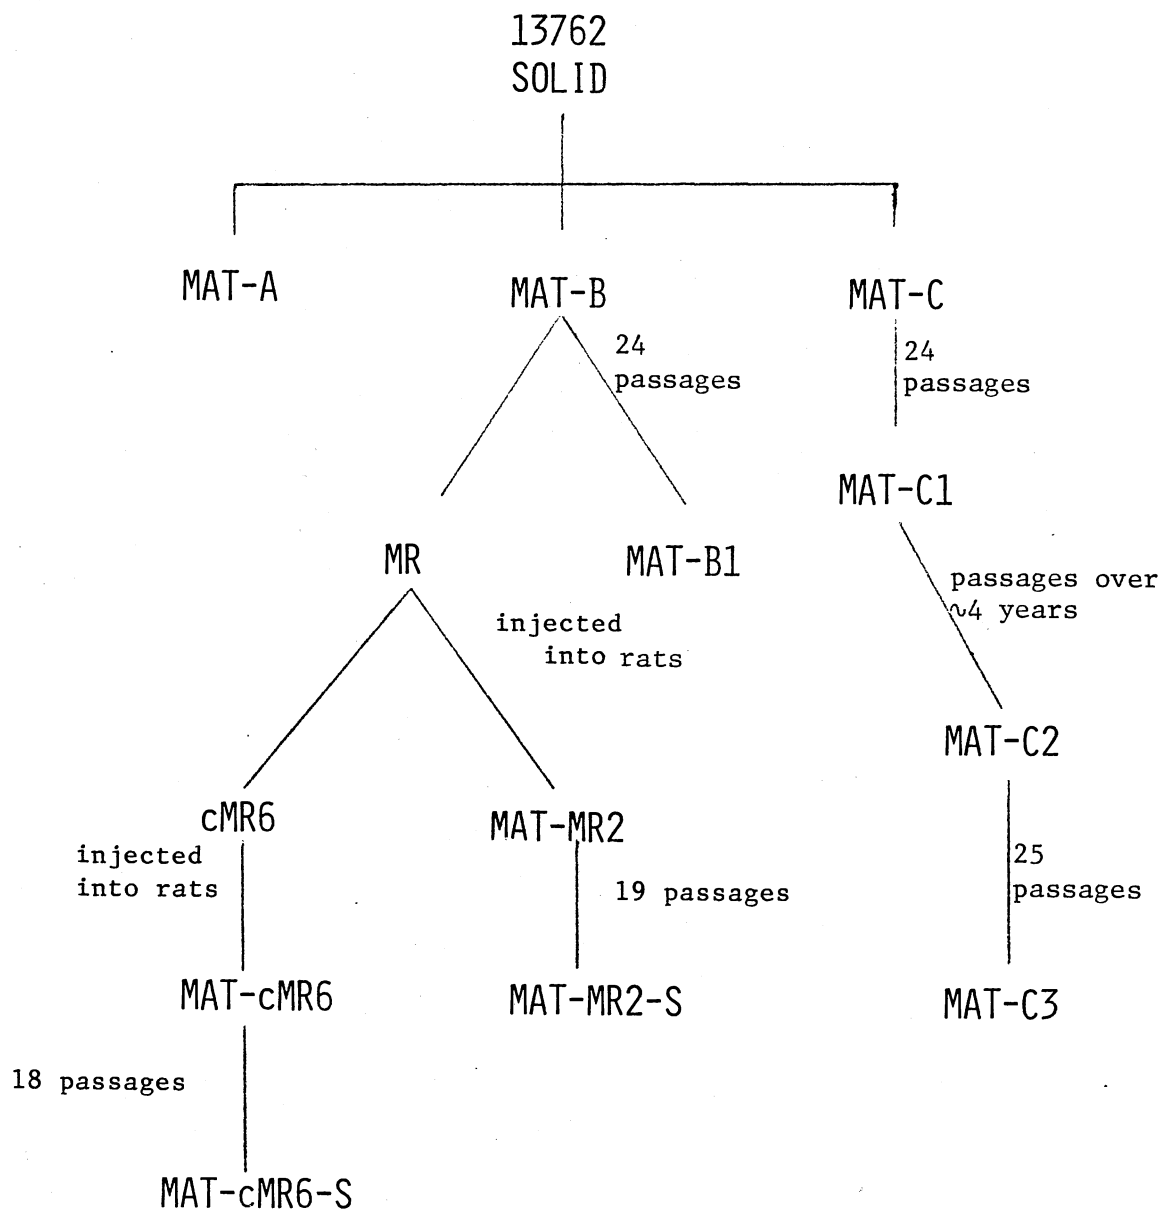 13762
SOLID
MAT-A
MAT-B
MAT-C
24
passages
24
passages
MAT-C1
MR
MAT-B1
passages over
~4 years
injected
into rats
MAT-C2
cMR6
MAT-MR2
injected
into rats
19 passages
25
passages
MAT-cMR6
MAT-MR2-S
MAT-C3
18 passages
MAT-cMR6-S